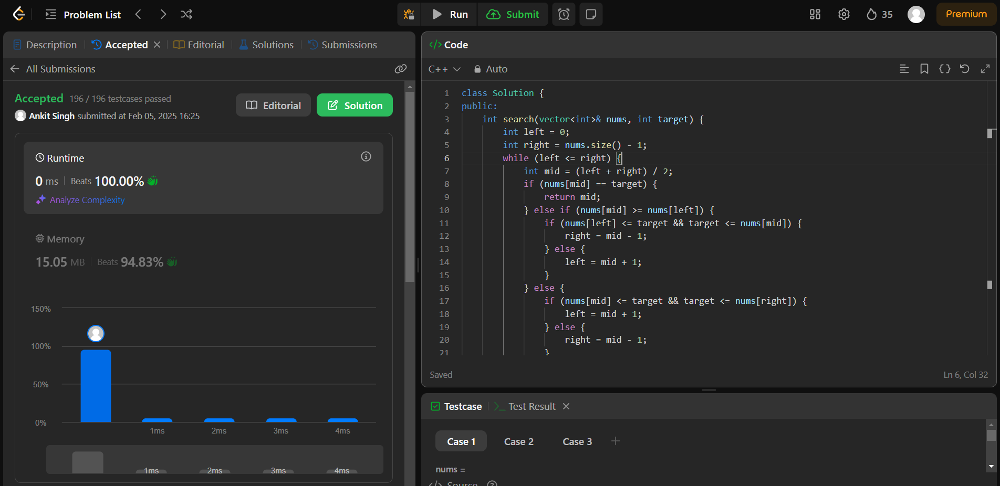 Problem List
Run
Submit
35
Premium
Description
Accepted
Editorial
Solutions
Submissions
All Submissions
Accepted 196 / 196 testcases passed
Ankit Singh submitted at Feb 05, 2025 16:25
Editorial
Solution
Runtime
0 ms | Beats 100.00%
Analyze Complexity
Memory
15.05 MB | Beats 94.83%
150%
100%
50%
0%
1ms 2ms 3ms 4ms
1ms 2ms 3ms 4ms
</> Code
C++ Auto
1 class Solution {
2 public:
3     int search(vector<int>& nums, int target) {
4         int left = 0;
5         int right = nums.size() - 1;
6         while (left <= right) {
7             int mid = (left + right) / 2;
8             if (nums[mid] == target) {
9                 return mid;
10             } else if (nums[mid] >= nums[left]) {
11                 if (nums[left] <= target && target <= nums[mid]) {
12                     right = mid - 1;
13                 } else {
14                     left = mid + 1;
15                 }
16             } else {
17                 if (nums[mid] <= target && target <= nums[right]) {
18                     left = mid + 1;
19                 } else {
20                     right = mid - 1;
21                 }
Saved
Ln 6, Col 32
Testcase
Test Result
Case 1
Case 2
Case 3
nums =
</> Source